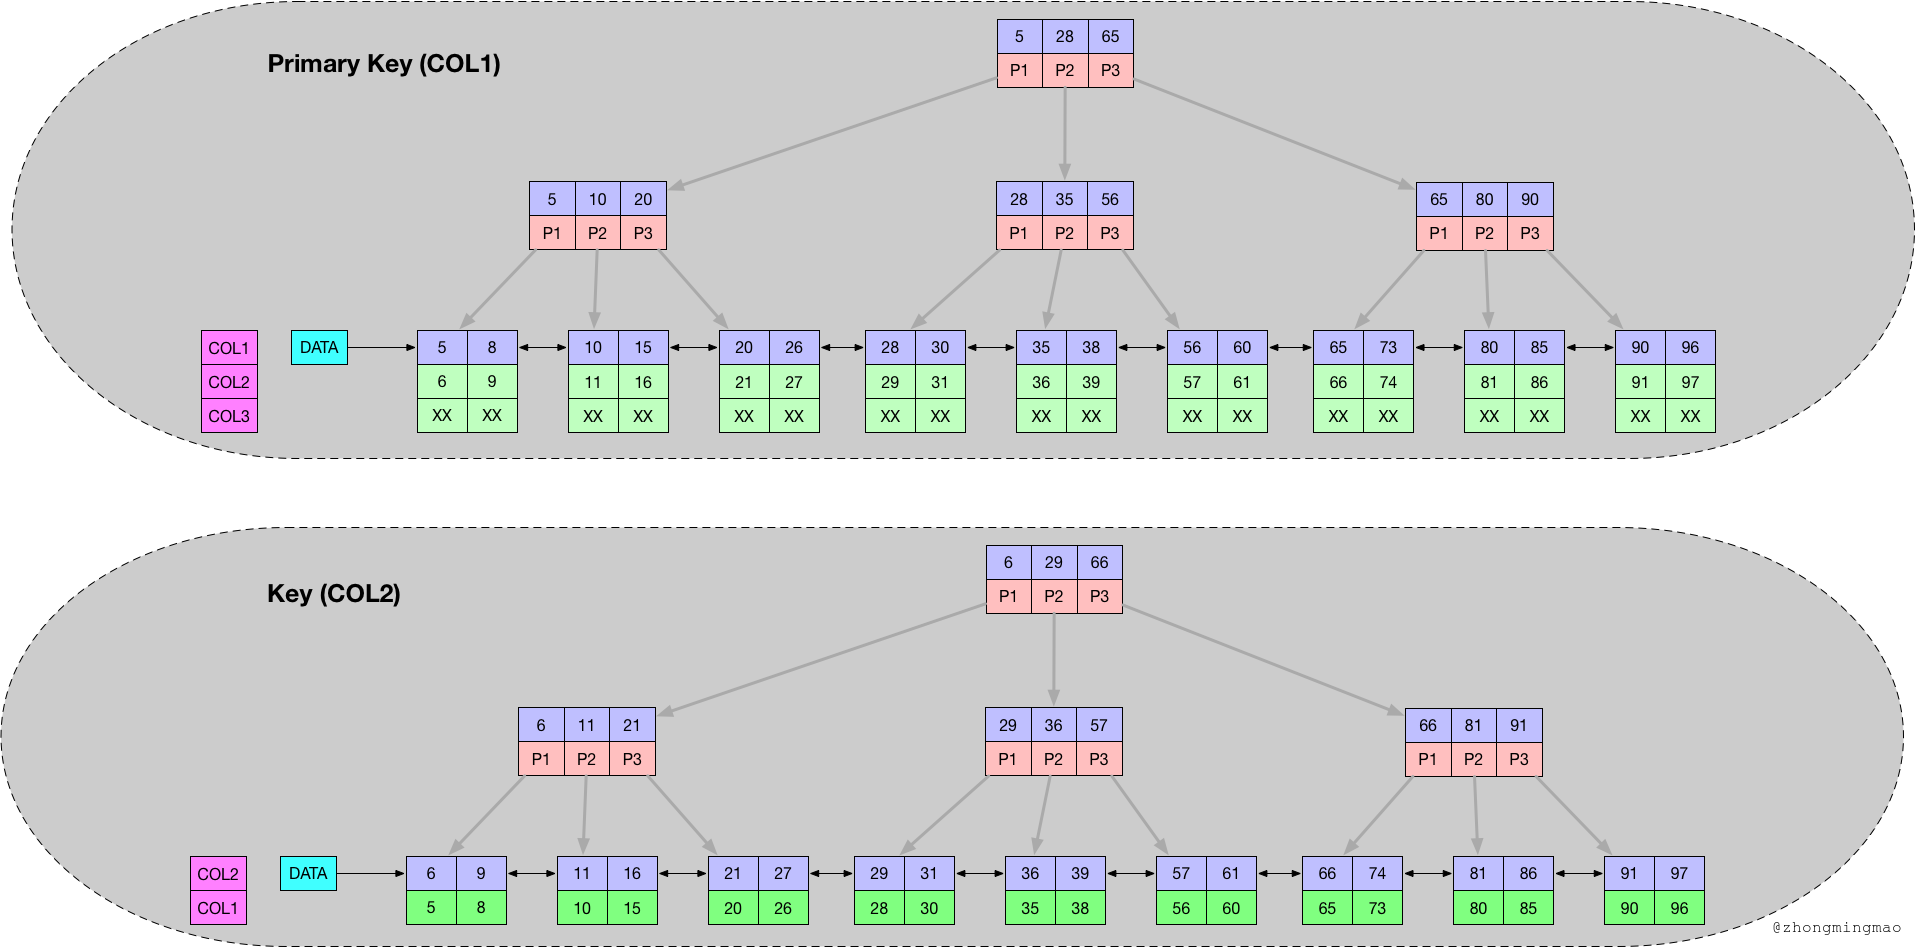 5 28 65
Primary Key (COL1)
P1 P2 P3
5 10 20 28 35 56 65 80 90
P1 P2 P3 P1 P2 P3 P1 P2 P3
COL1 DATA 5 8 10 15 20 26 28 30 35 38 56 60 65 73 80 85 90 96
COL2 6 9 11 16 21 27 29 31 36 39 57 61 66 74 81 86 91 97
COL3 XX XX XX XX XX XX XX XX XX XX XX XX XX XX XX XX XX XX
6 29 66
Key (COL2)
P1 P2 P3
6 11 21 29 36 57 66 81 91
P1 P2 P3 P1 P2 P3 P1 P2 P3
COL2 DATA 6 9 11 16 21 27 29 31 36 39 57 61 66 74 81 86 91 97
COL1 5 8 10 15 20 26 28 30 35 38 56 60 65 73 80 85 90 96
@zhongmingmao